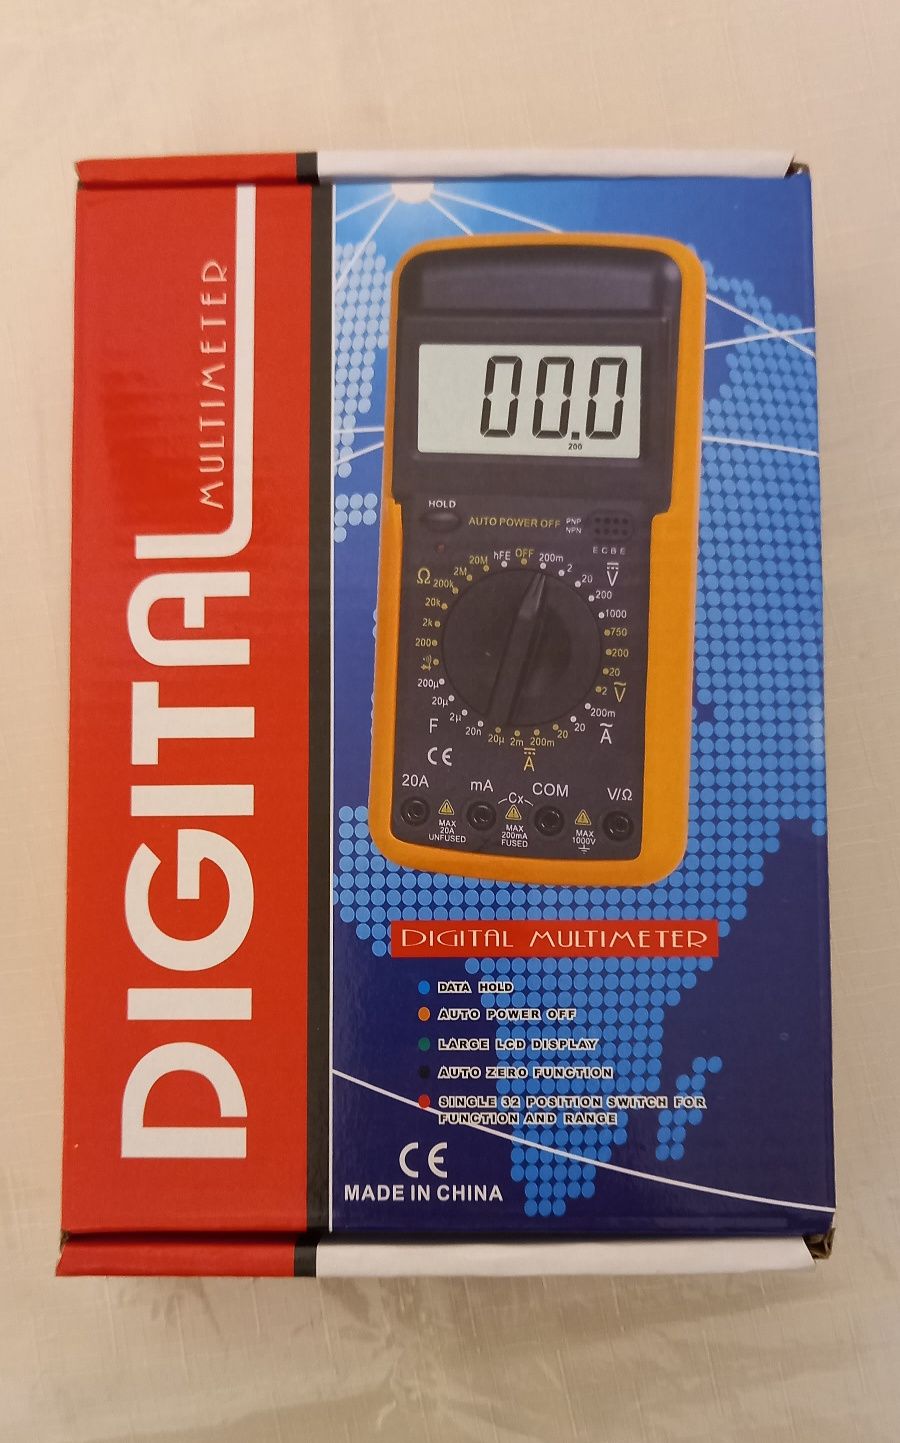 DIGITAL
MULTIMETER
00.0
200
HOLD
AUTO POWER OFF
PNP
NPN
E C B E
hFE
OFF
200m
2
20
200
1000
V
750
200
20
2
V
200m
20
A
20
200m
2m
20µ
A
20n
2µ
20µ
200µ
F
200
2k
20k
200k
2M
20M
Ω
CE
20A
mA
Cx
COM
V/Ω
MAX
20A
UNFUSED
MAX
200mA
FUSED
MAX
1000V
DIGITAL MULTIMETER
DATA HOLD
AUTO POWER OFF
LARGE LCD DISPLAY
AUTO ZERO FUNCTION
SINGLE 32 POSITION SWITCH FOR
FUNCTION AND RANGE
CE
MADE IN CHINA